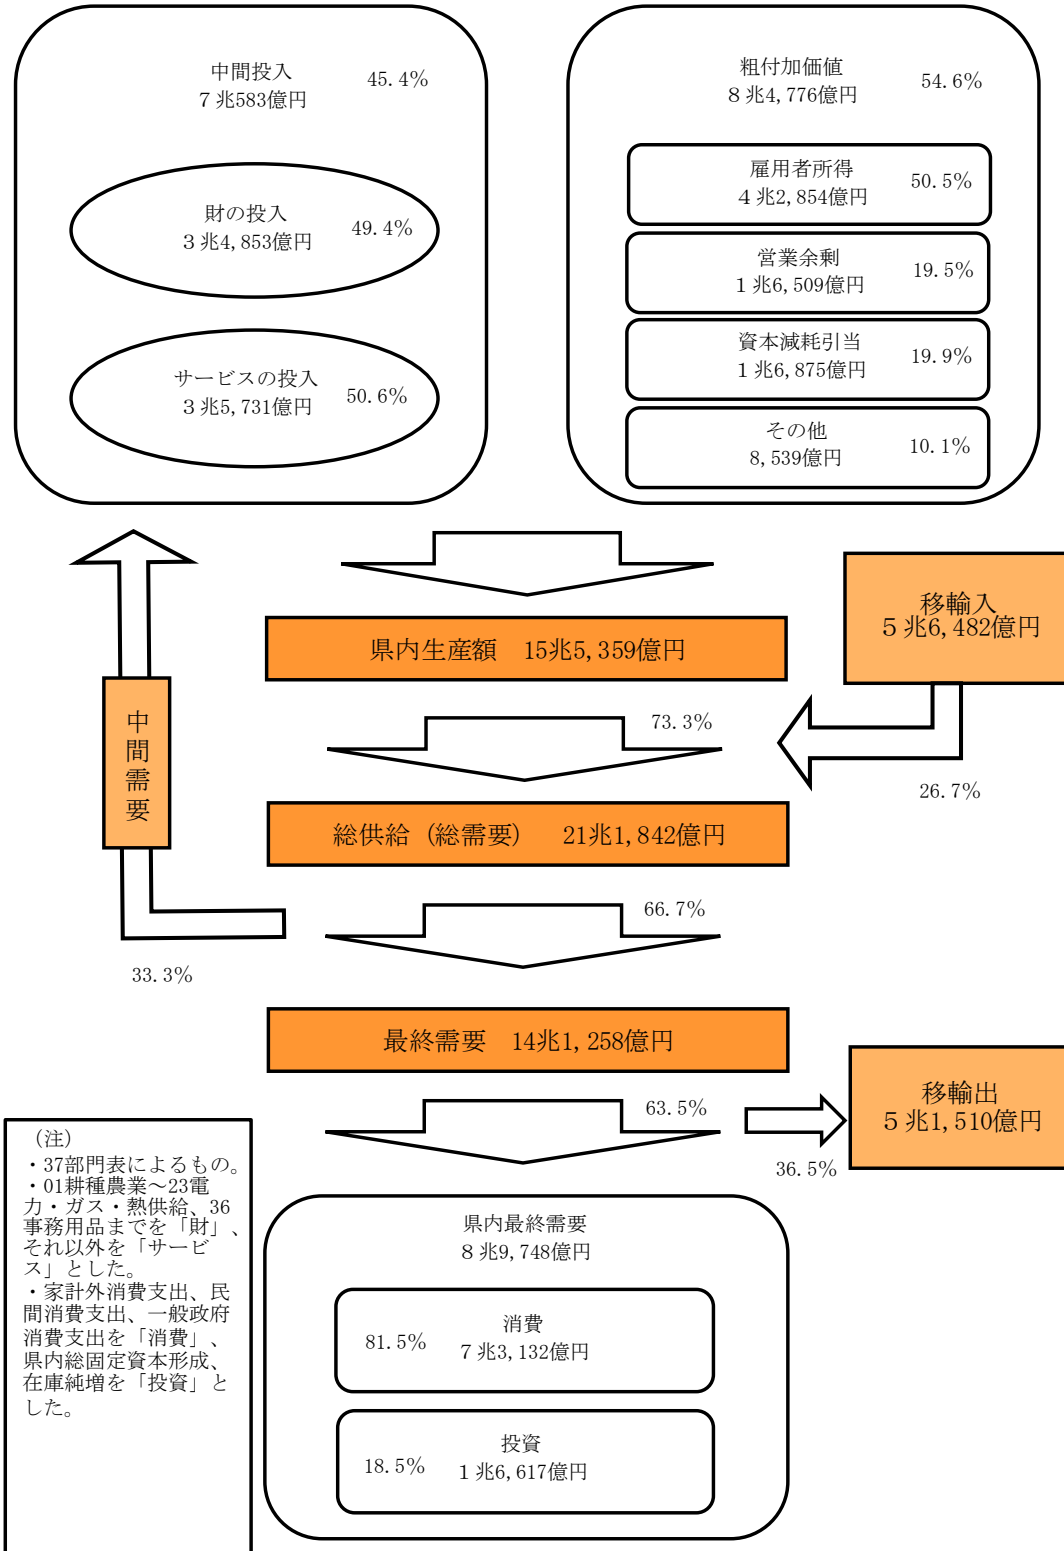 中間投入
45.4%
７兆583億円
財の投入
49.4%
３兆4,853億円
サービスの投入
50.6%
３兆5,731億円
粗付加価値
54.6%
８兆4,776億円
雇用者所得
50.5%
４兆2,854億円
営業余剰
19.5%
１兆6,509億円
資本減耗引当
19.9%
１兆6,875億円
その他
10.1%
8,539億円
移輸入
５兆6,482億円
県内生産額　15兆5,359億円
73.3%
26.7%
中間需要
総供給（総需要）　21兆1,842億円
66.7%
33.3%
最終需要　14兆1,258億円
63.5%
36.5%
移輸出
５兆1,510億円
県内最終需要
８兆9,748億円
消費
81.5%
７兆3,132億円
投資
18.5%
１兆6,617億円
（注）
・37部門表によるもの。
・01耕種農業～23電
力・ガス・熱供給、36
事務用品までを「財」、
それ以外を「サービ
ス」とした。
・家計外消費支出、民
間消費支出、一般政府
消費支出を「消費」、
県内総固定資本形成、
在庫純増を「投資」と
した。